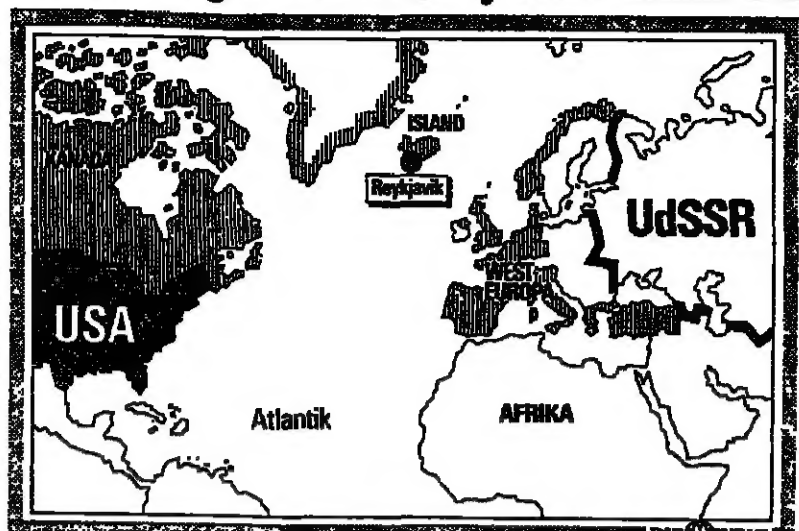 KANADA
ISLAND
Reykjavik
UdSSR
WEST
EUROPA
USA
Atlantik
AFRIKA